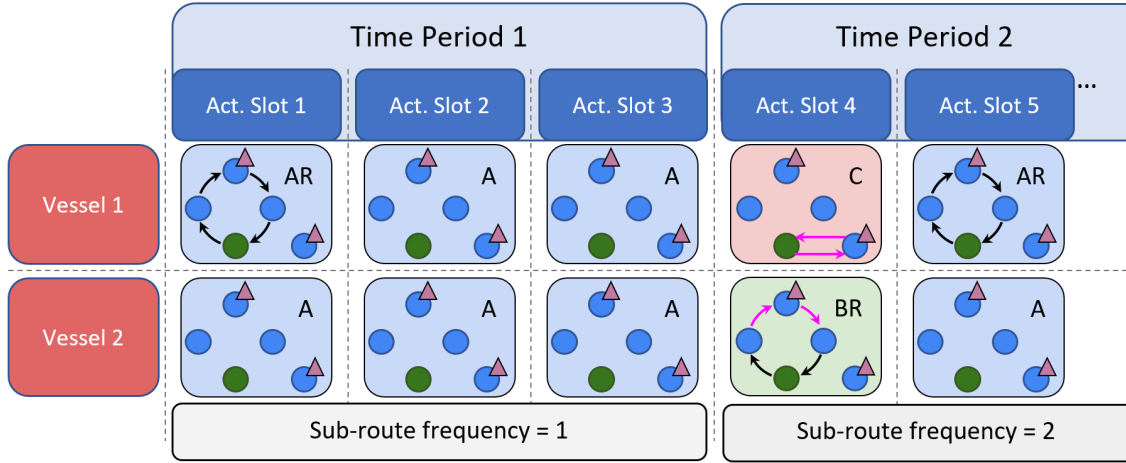 Time Period 1
Time Period 2
Act. Slot 1
Act. Slot 2
Act. Slot 3
Act. Slot 4
Act. Slot 5
...
Vessel 1
AR
A
A
C
AR
Vessel 2
A
A
A
BR
A
Sub-route frequency = 1
Sub-route frequency = 2